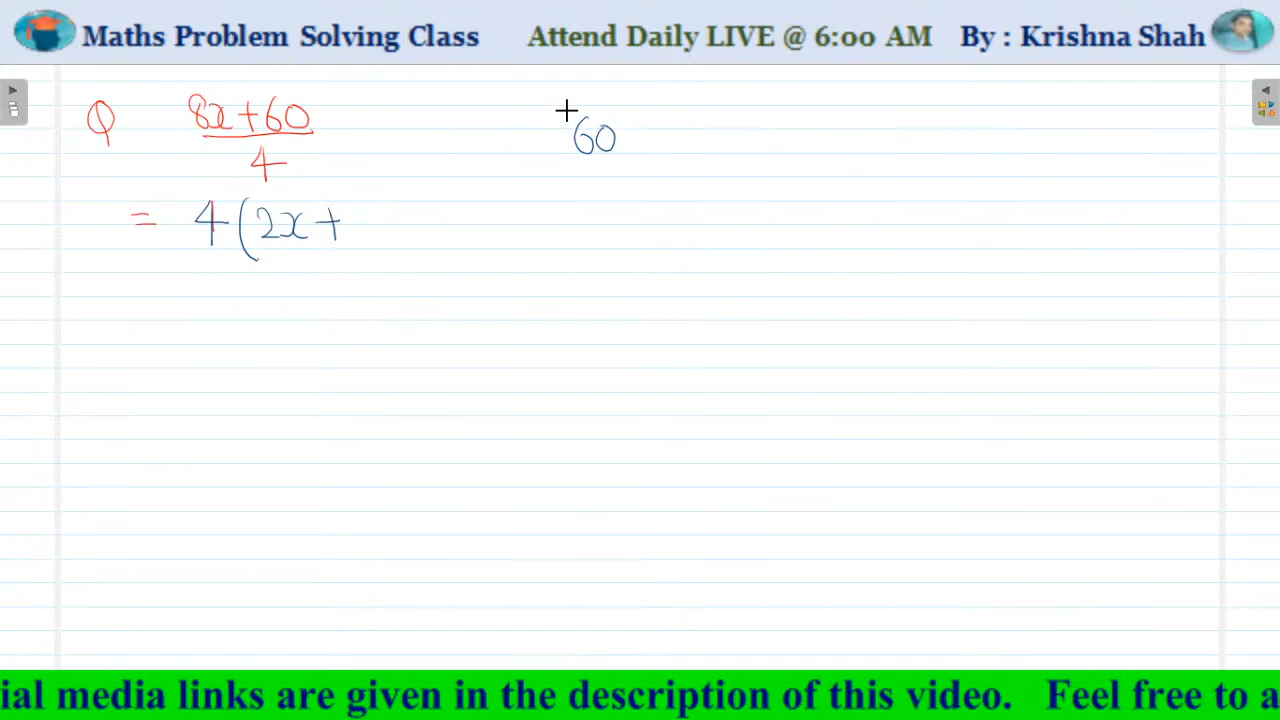 Maths Problem Solving Class Attend Daily LIVE @ 6:00 AM By : Krishna Shah
Q 8x+60
4
60
= 4(2x+
ial media links are given in the description of this video. Feel free to a